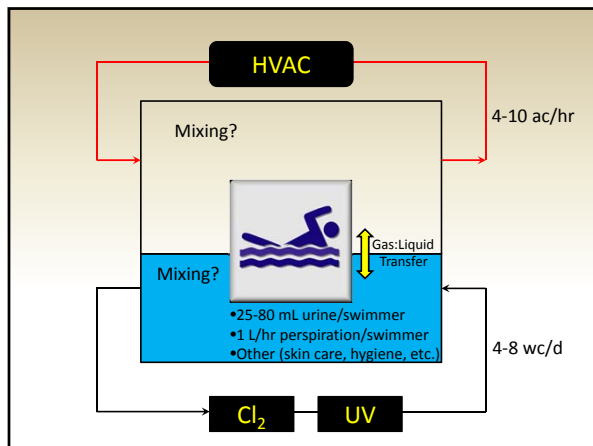 HVAC
4-10 ac/hr
Mixing?
Gas:Liquid
Transfer
Mixing?
•25-80 mL urine/swimmer
•1 L/hr perspiration/swimmer
•Other (skin care, hygiene, etc.)
4-8 wc/d
Cl₂
UV